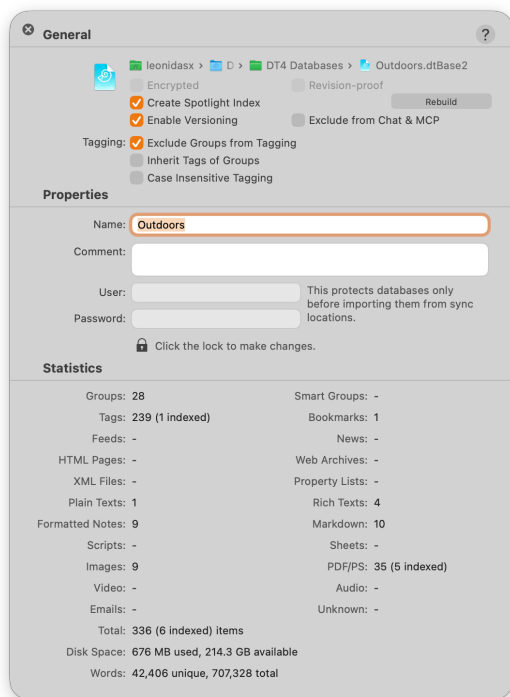 General
?
leonidasx › D › DT4 Databases › Outdoors.dtBase2
Encrypted Revision-proof
Create Spotlight Index Rebuild
Enable Versioning Exclude from Chat & MCP
Tagging: Exclude Groups from Tagging
Inherit Tags of Groups
Case Insensitive Tagging
Properties
Name: Outdoors
Comment:
User: This protects databases only
before importing them from sync
Password: locations.
Click the lock to make changes.
Statistics
Groups: 28 Smart Groups: -
Tags: 239 (1 indexed) Bookmarks: 1
Feeds: - News: -
HTML Pages: - Web Archives: -
XML Files: - Property Lists: -
Plain Texts: 1 Rich Texts: 4
Formatted Notes: 9 Markdown: 10
Scripts: - Sheets: -
Images: 9 PDF/PS: 35 (5 indexed)
Video: - Audio: -
Emails: - Unknown: -
Total: 336 (6 indexed) items
Disk Space: 676 MB used, 214.3 GB available
Words: 42,406 unique, 707,328 total